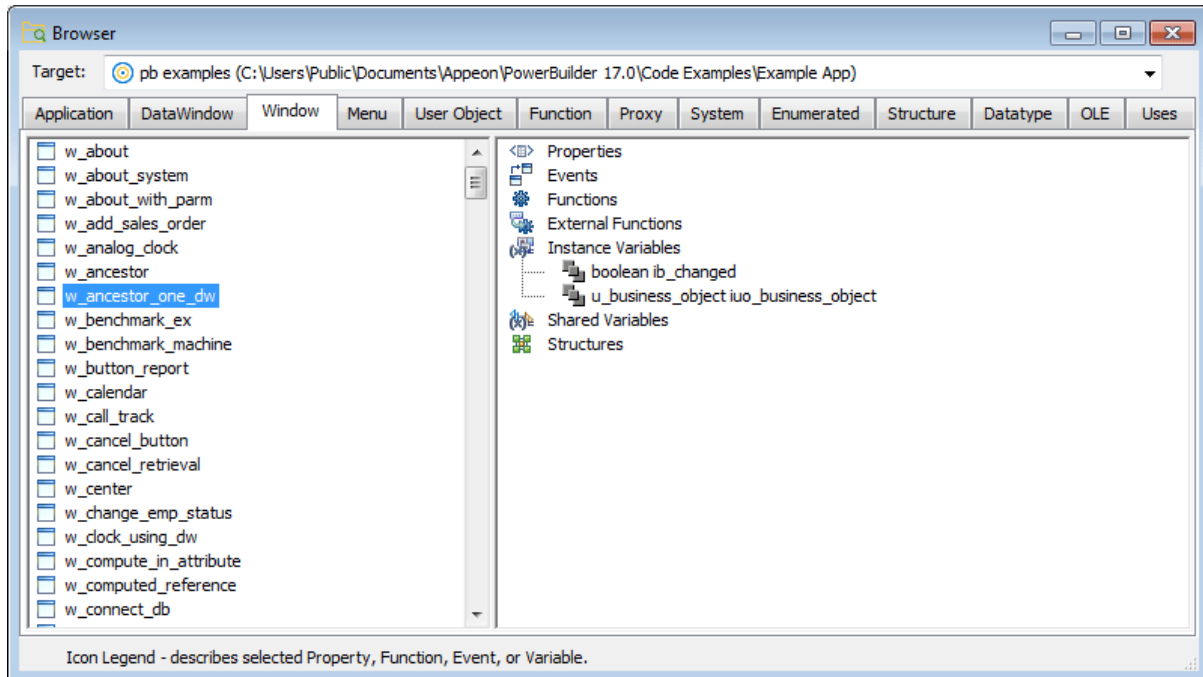 Browser
Target: pb examples (C:\Users\Public\Documents\Appeon\PowerBuilder 17.0\Code Examples\Example App)
Application DataWindow Window Menu User Object Function Proxy System Enumerated Structure Datatype OLE Uses
w_about
w_about_system
w_about_with_parm
w_add_sales_order
w_analog_clock
w_ancestor
w_ancestor_one_dw
w_benchmark_ex
w_benchmark_machine
w_button_report
w_calendar
w_call_track
w_cancel_button
w_cancel_retrieval
w_center
w_change_emp_status
w_clock_using_dw
w_compute_in_attribute
w_computed_reference
w_connect_db
Properties
Events
Functions
External Functions
Instance Variables
boolean ib_changed
u_business_object iuo_business_object
Shared Variables
Structures
Icon Legend - describes selected Property, Function, Event, or Variable.